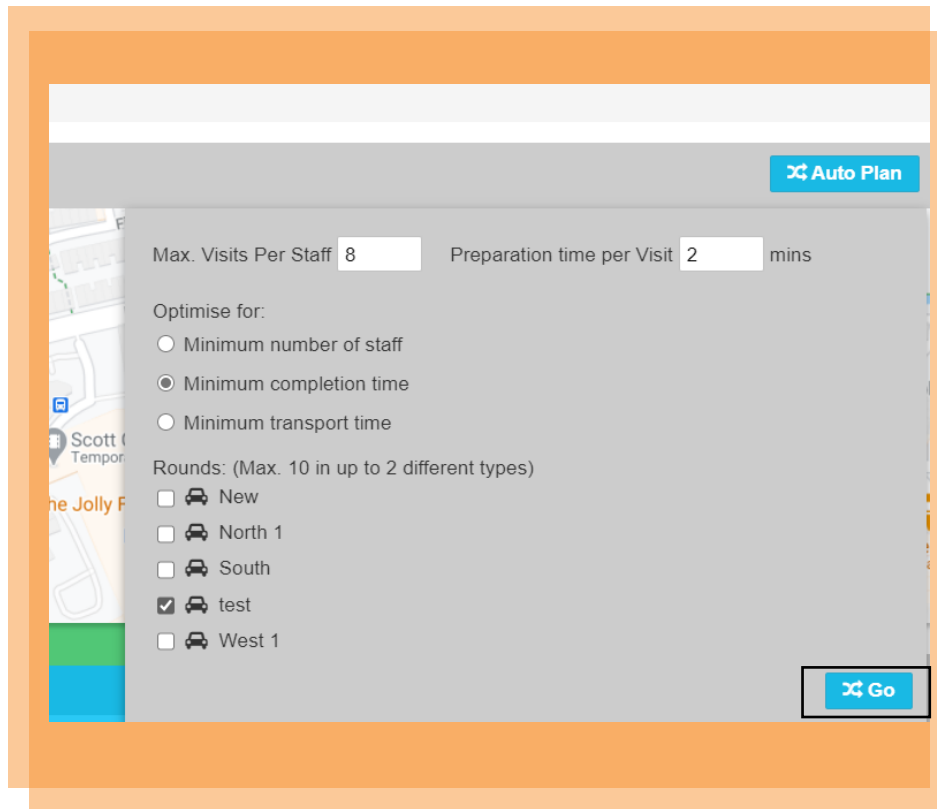 Auto Plan
Max. Visits Per Staff 8 Preparation time per Visit 2 mins
Optimise for:
Minimum number of staff
Minimum completion time
Minimum transport time
Scott
Tempor
Rounds: (Max. 10 in up to 2 different types)
New
he Jolly F
North 1
South
test
West 1
Go